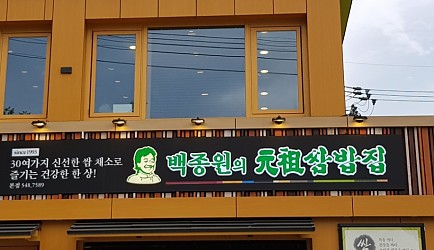 since 1993
30여가지 신선한 쌈 채소로
즐기는 건강한 한 상!
본점 548,7589
백종원의 元祖쌈밥집
쌈